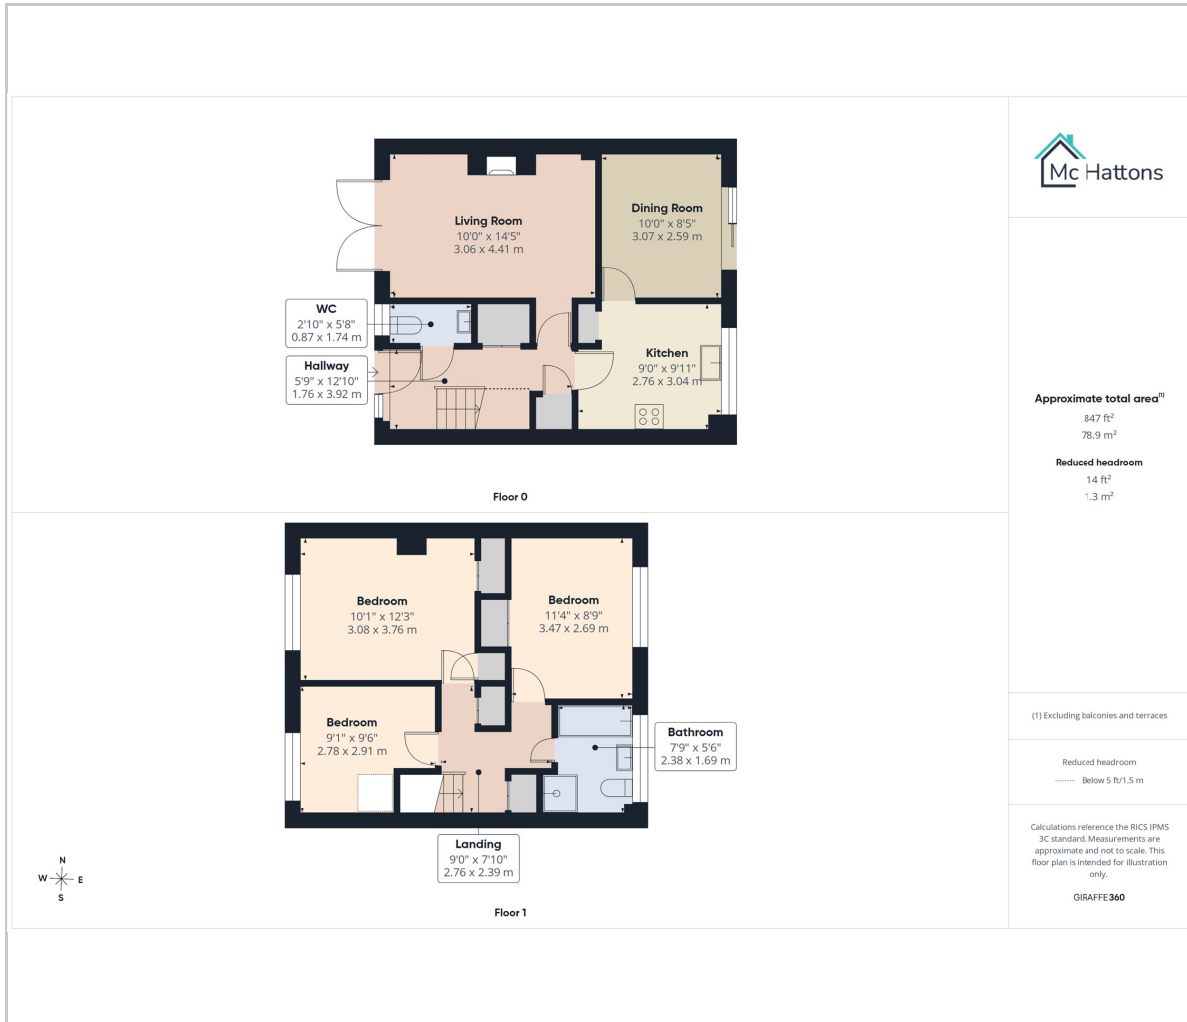 Living Room
10'0" x 14'5"
3.06 x 4.41 m
Dining Room
10'0" x 8'5"
3.07 x 2.59 m
WC
2'10" x 5'8"
0.87 x 1.74 m
Hallway
5'9" x 12'10"
1.76 x 3.92 m
Kitchen
9'0" x 9'11"
2.76 x 3.04 m
Floor 0
Bedroom
10'1" x 12'3"
3.08 x 3.76 m
Bedroom
11'4" x 8'9"
3.47 x 2.69 m
Bedroom
9'1" x 9'6"
2.78 x 2.91 m
Bathroom
7'9" x 5'6"
2.38 x 1.69 m
Landing
9'0" x 7'10"
2.76 x 2.39 m
N
W E
S
Floor 1
Mc Hattons
Approximate total area(1)
847 ft²
78.9 m²
Reduced headroom
14 ft²
1.3 m²
(1) Excluding balconies and terraces
Reduced headroom
Below 5 ft/1.5 m
Calculations reference the RICS IPMS
3C standard. Measurements are
approximate and not to scale. This
floor plan is intended for illustration
only.
GIRAFFE360